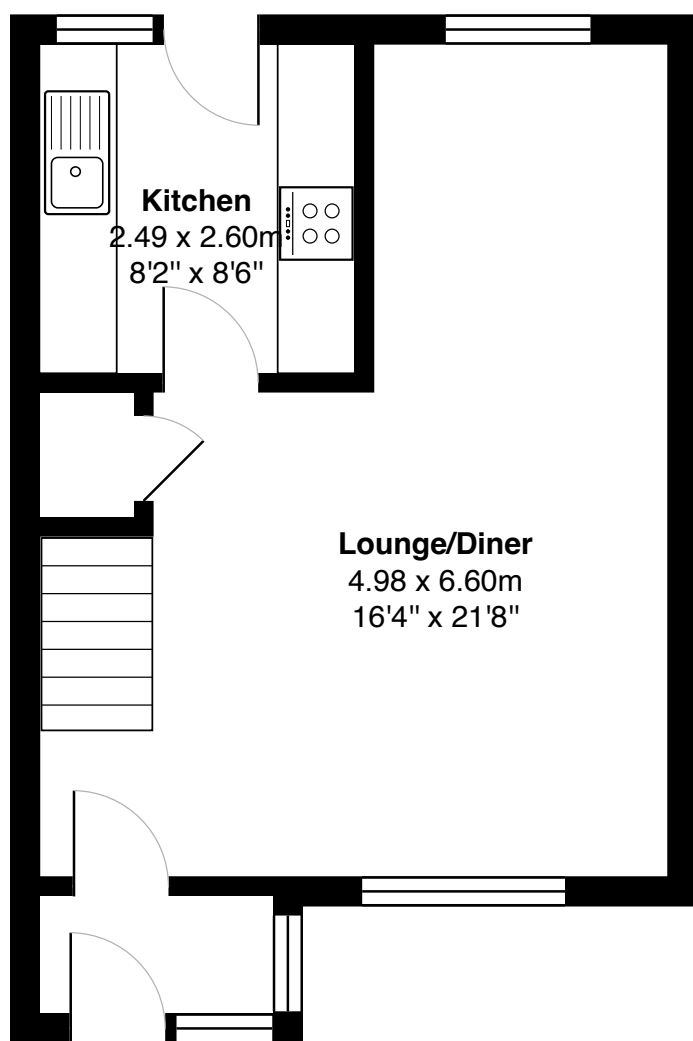 Kitchen
2.49 x 2.60m
8'2" x 8'6"
Lounge/Diner
4.98 x 6.60m
16'4" x 21'8"